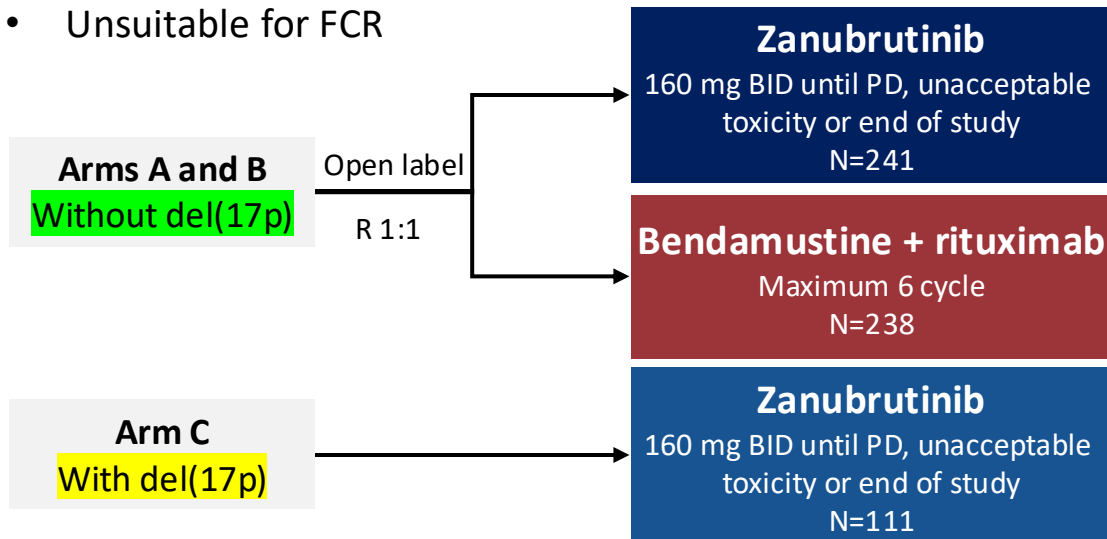 • Unsuitable for FCR
Zanubrutinib
160 mg BID until PD, unacceptable
toxicity or end of study
N=241
Arms A and B
Without del(17p)
Open label
R 1:1
Bendamustine + rituximab
Maximum 6 cycle
N=238
Arm C
With del(17p)
Zanubrutinib
160 mg BID until PD, unacceptable
toxicity or end of study
N=111